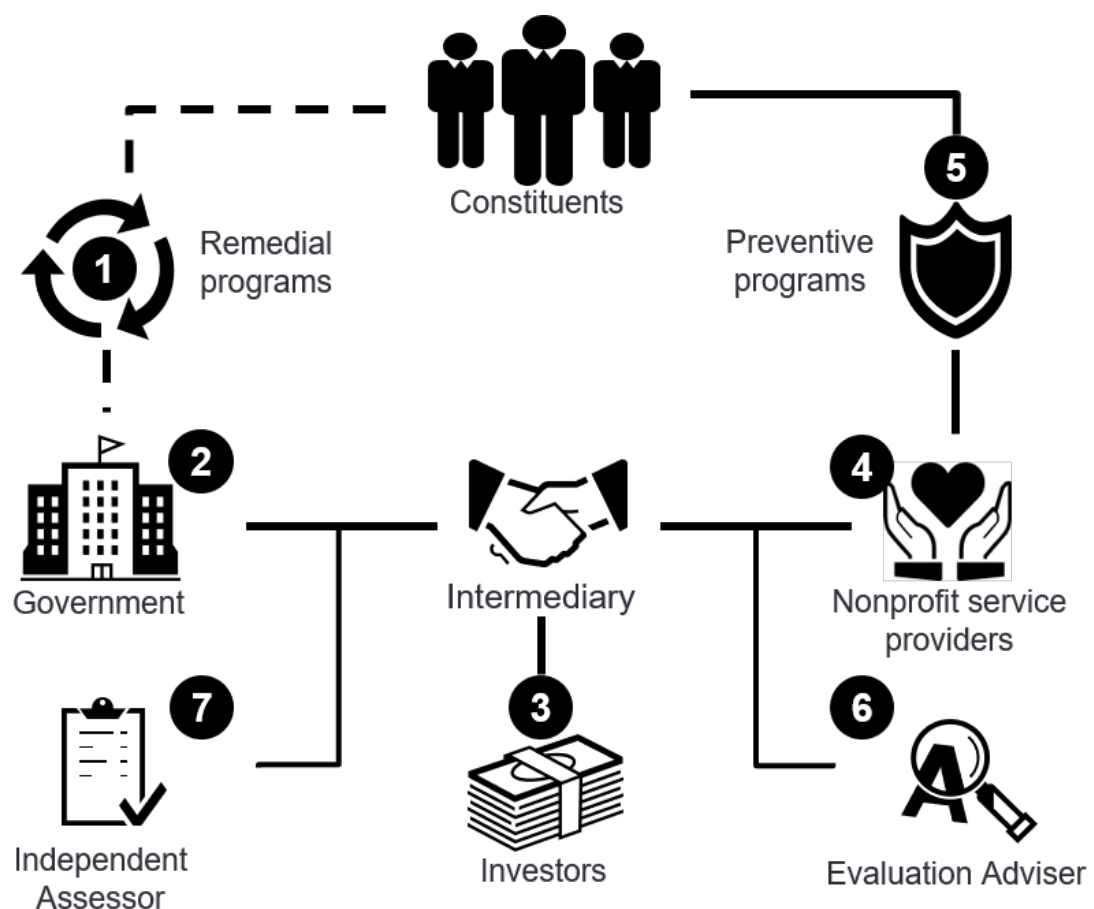 Constituents
5
1
Remedial
programs
Preventive
programs
2
4
Government
Intermediary
Nonprofit service
providers
7
3
6
A
Independent
Assessor
Investors
Evaluation Adviser